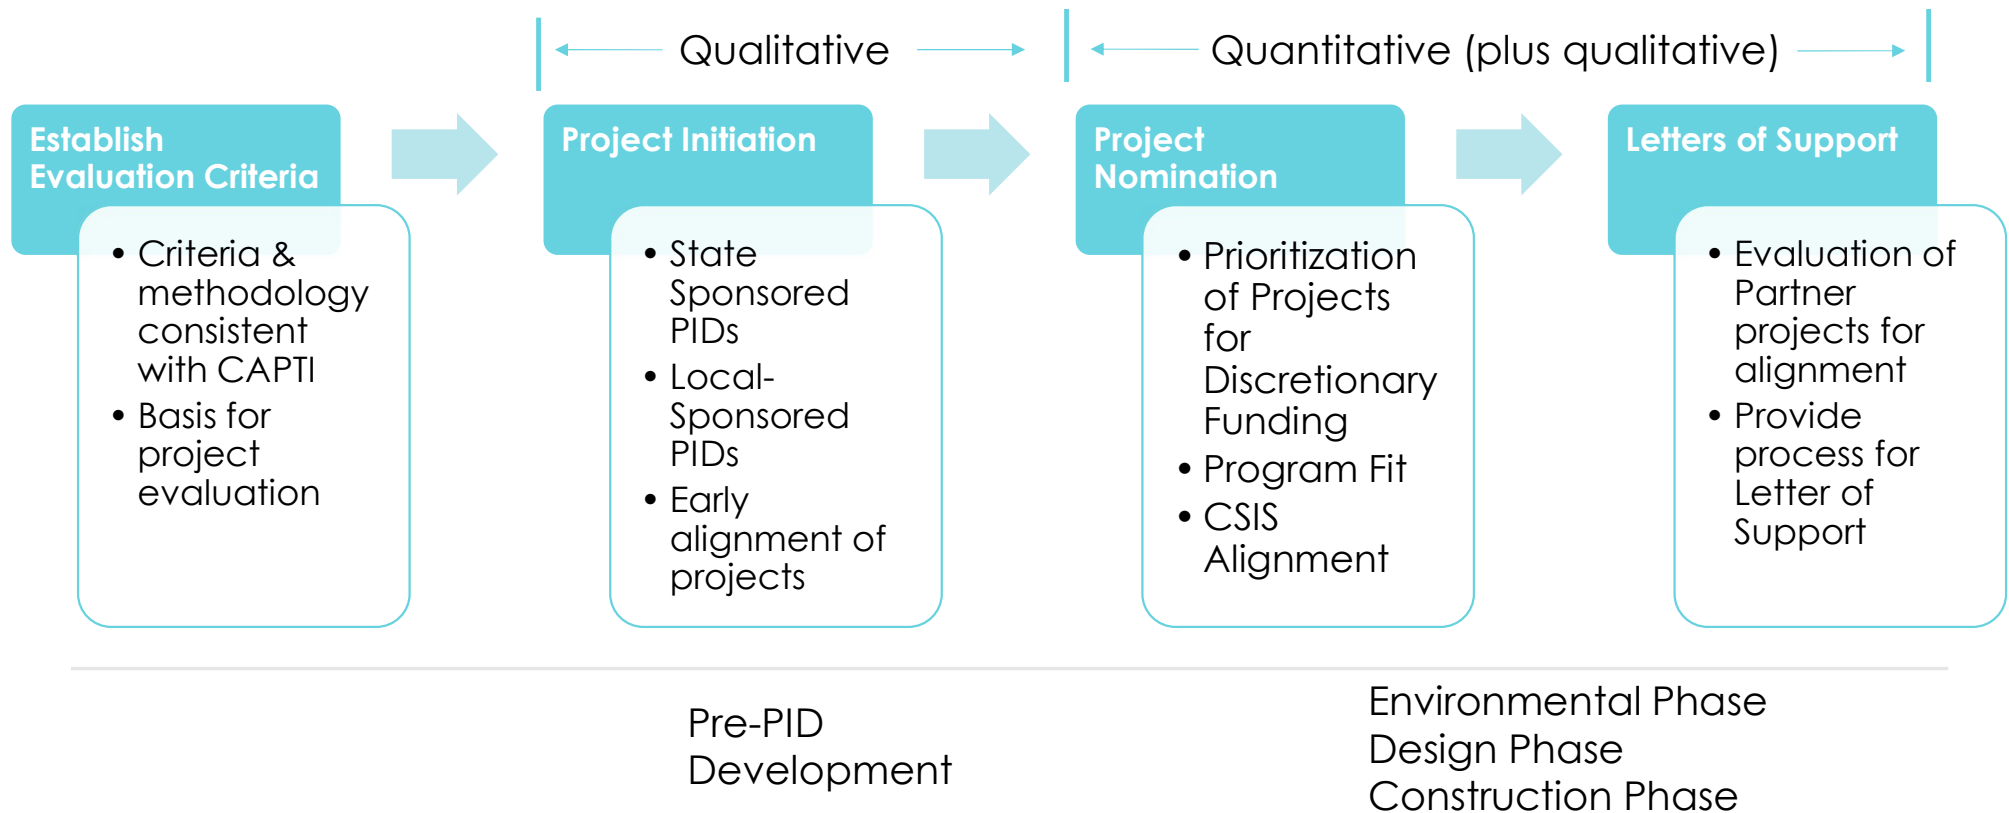 Qualitative
Quantitative (plus qualitative)
Establish
Evaluation Criteria
• Criteria &
methodology
consistent
with CAPTI
• Basis for
project
evaluation
Project Initiation
• State
Sponsored
PIDs
• Local-
Sponsored
PIDs
• Early
alignment of
projects
Project
Nomination
• Prioritization
of Projects
for
Discretionary
Funding
• Program Fit
• CSIS
Alignment
Letters of Support
• Evaluation of
Partner
projects for
alignment
• Provide
process for
Letter of
Support
Pre-PID
Development
Environmental Phase
Design Phase
Construction Phase